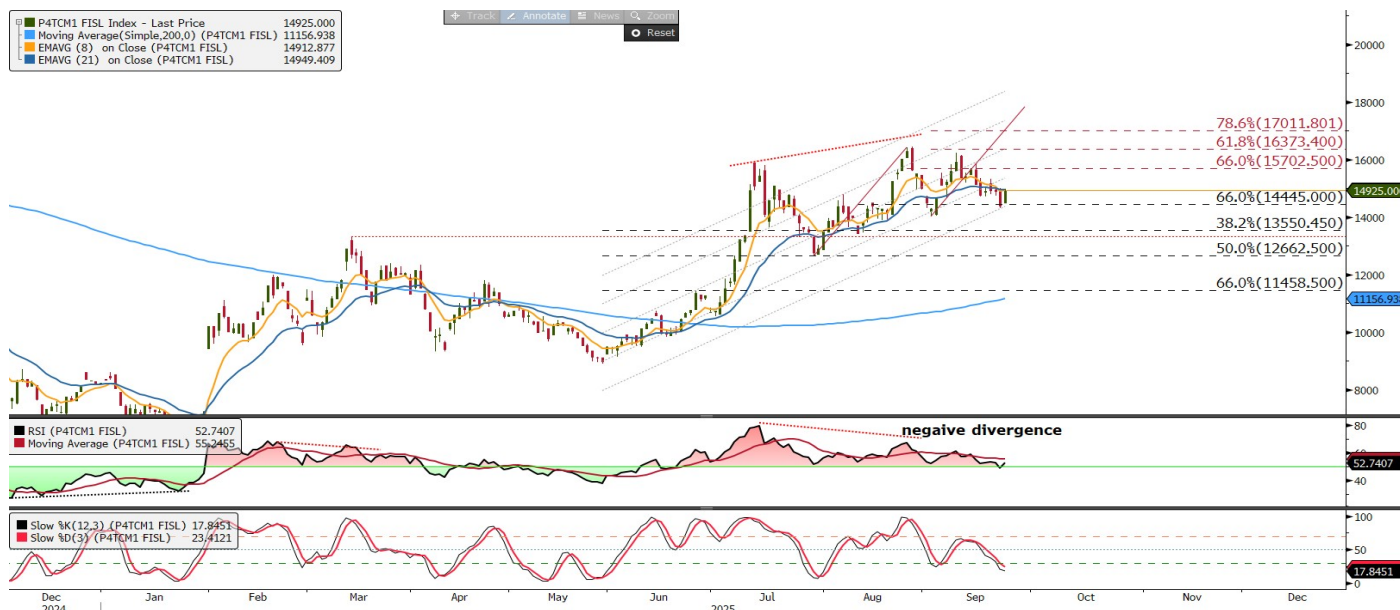 Track Annotate News Zoom
Reset
P4TCM1 FISL Index - Last Price 14925.000
Moving Average(Simple,200,0) (P4TCM1 FISL) 11156.938
EMAVG (8) on Close (P4TCM1 FISL) 14912.877
EMAVG (21) on Close (P4TCM1 FISL) 14949.409
20000
18000
78.6%(17011.801)
61.8%(16373.400)
16000
66.0%(15702.500)
14925.000
66.0%(14445.000)
14000
38.2%(13550.450)
50.0%(12662.500)
12000
66.0%(11458.500)
11156.938
10000
8000
RSI (P4TCM1 FISL) 52.7407
Moving Average (P4TCM1 FISL) 55.2455
negaive divergence
80
60
52.7407
40
Slow %K(12,3) (P4TCM1 FISL) 17.8451
Slow %D(3) (P4TCM1 FISL) 23.4121
100
50
17.8451
0
Dec Jan Feb Mar Apr May Jun Jul Aug Sep Oct Nov Dec
2024 2025